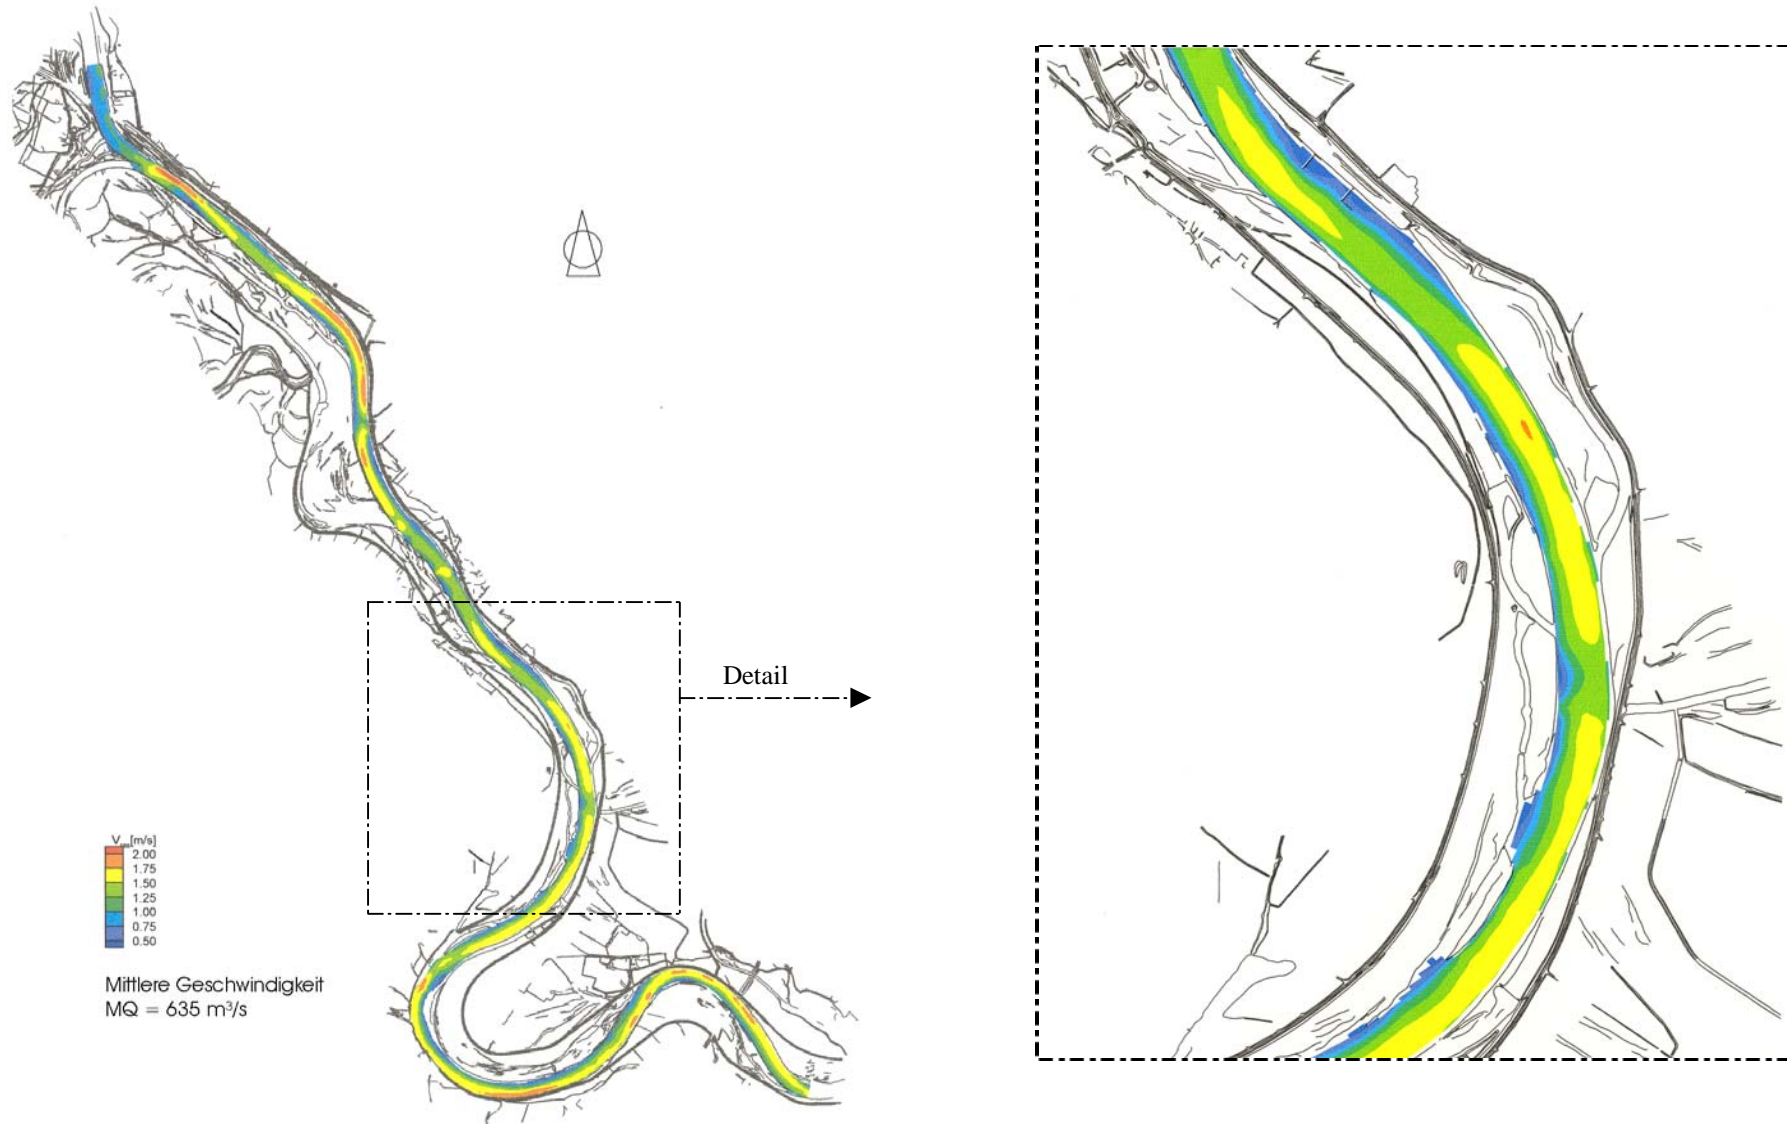 Detail
V [m/s]
2.00
1.75
1.50
1.25
1.00
0.75
0.50
Mittlere Geschwindigkeit
MQ = 635 m³/s